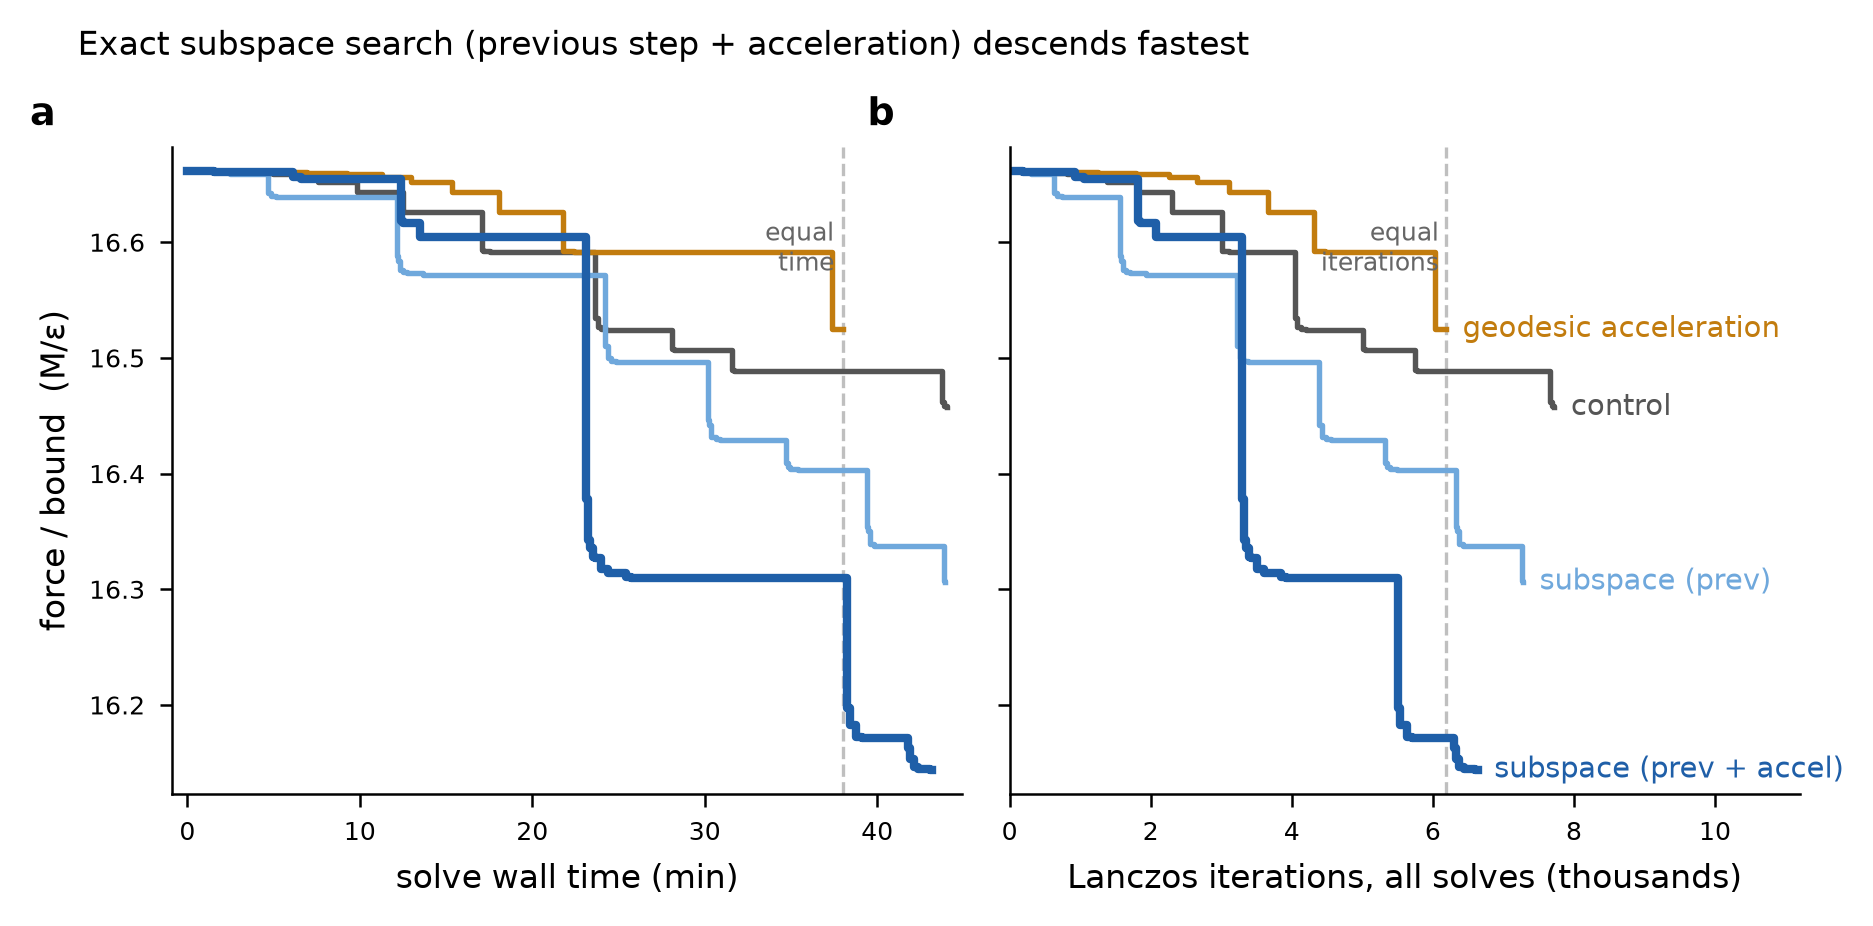 Exact subspace search (previous step + acceleration) descends fastest
a
b
force / bound (M/ε)
16.6
16.5
16.4
16.3
16.2
equal
time
0
10
20
30
40
solve wall time (min)
equal
iterations
geodesic acceleration
control
subspace (prev)
subspace (prev + accel)
0
2
4
6
8
10
Lanczos iterations, all solves (thousands)